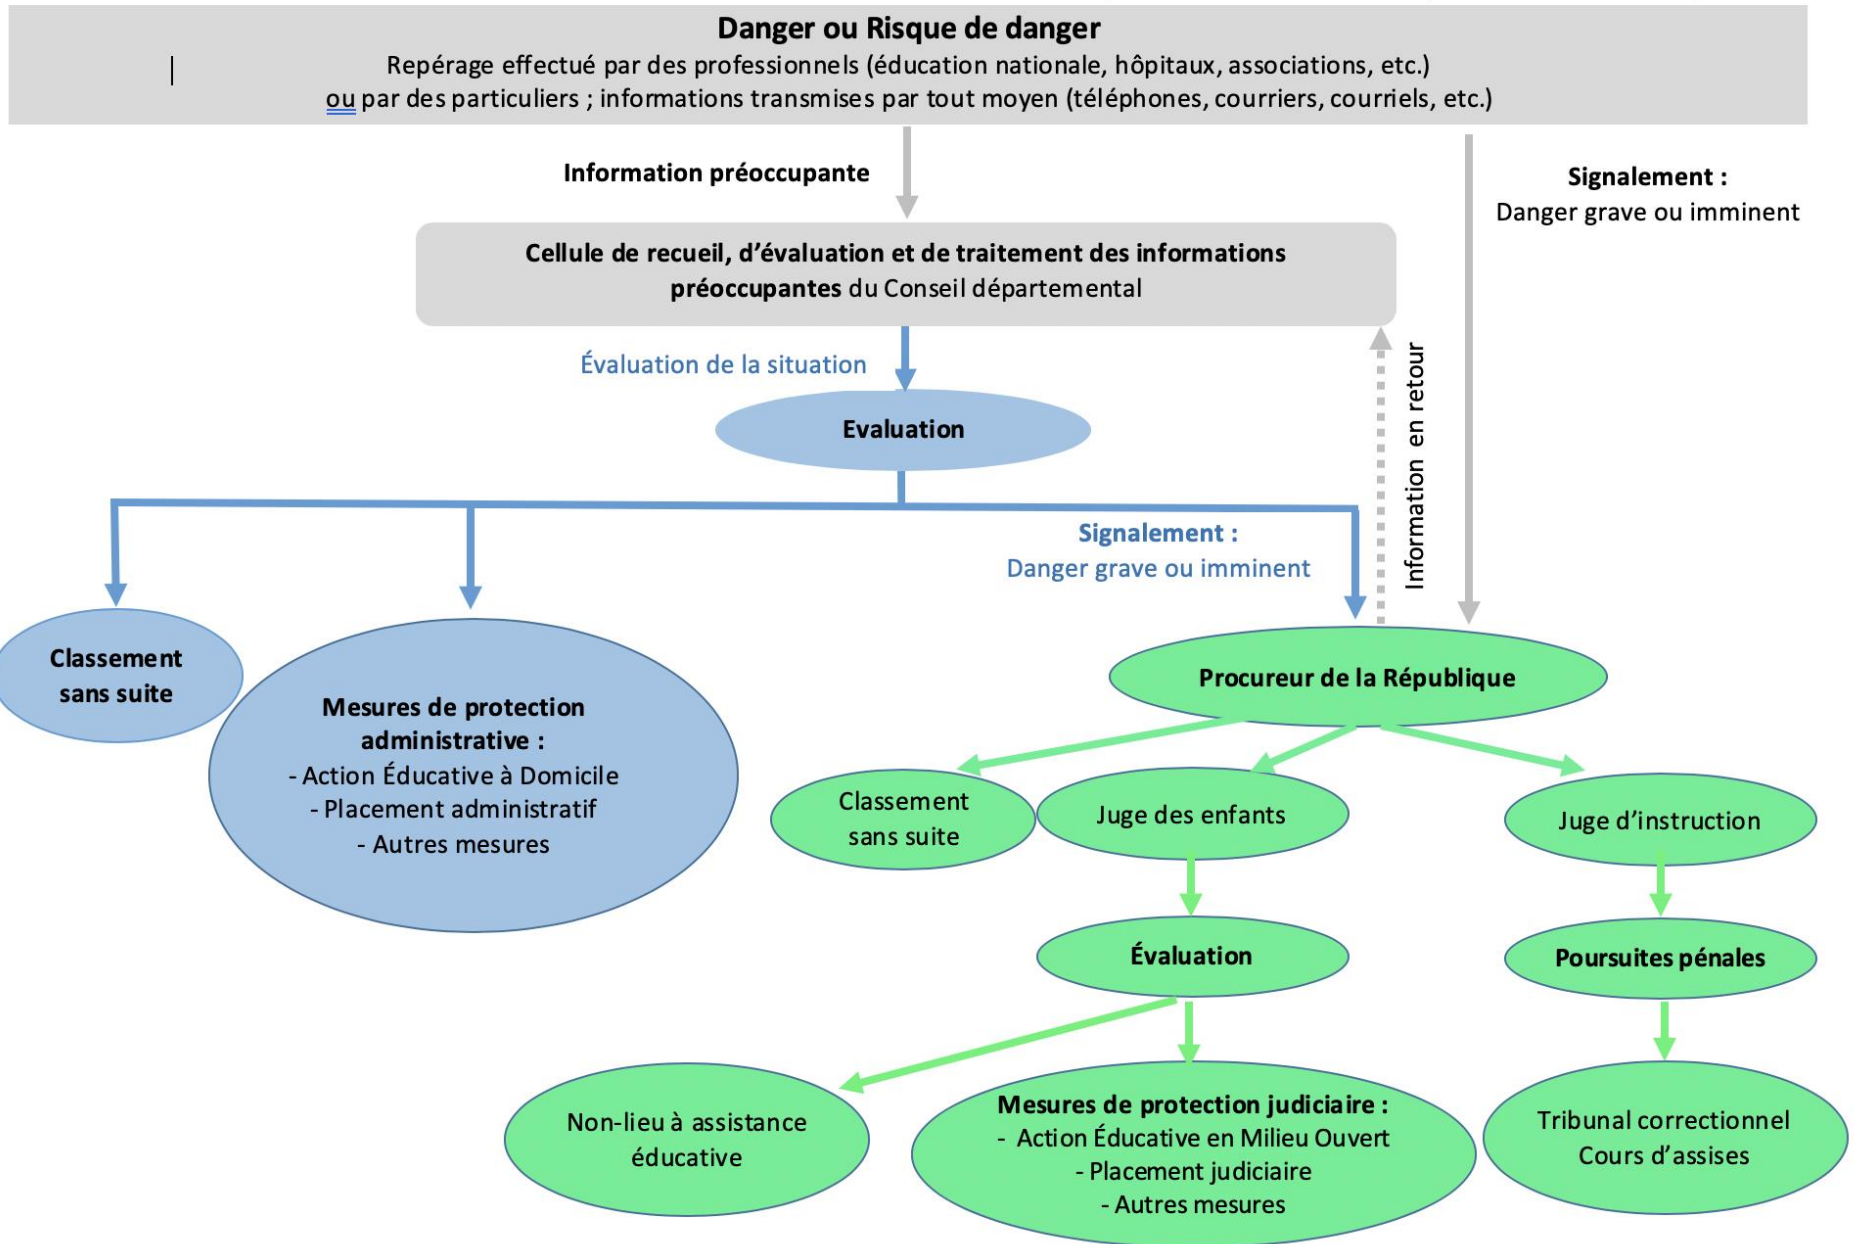 Danger ou Risque de danger
Repérage effectué par des professionnels (éducation nationale, hôpitaux, associations, etc.)
ou par des particuliers ; informations transmises par tout moyen (téléphones, courriers, courriels, etc.)
Information préoccupante
Signalement :
Danger grave ou imminent
Cellule de recueil, d’évaluation et de traitement des informations
préoccupantes du Conseil départemental
Évaluation de la situation
Information en retour
Evaluation
Signalement :
Danger grave ou imminent
Classement
sans suite
Mesures de protection
administrative :
- Action Éducative à Domicile
- Placement administratif
- Autres mesures
Procureur de la République
Classement
sans suite
Juge des enfants
Juge d’instruction
Évaluation
Poursuites pénales
Non-lieu à assistance
éducative
Mesures de protection judiciaire :
- Action Éducative en Milieu Ouvert
- Placement judiciaire
- Autres mesures
Tribunal correctionnel
Cours d’assises